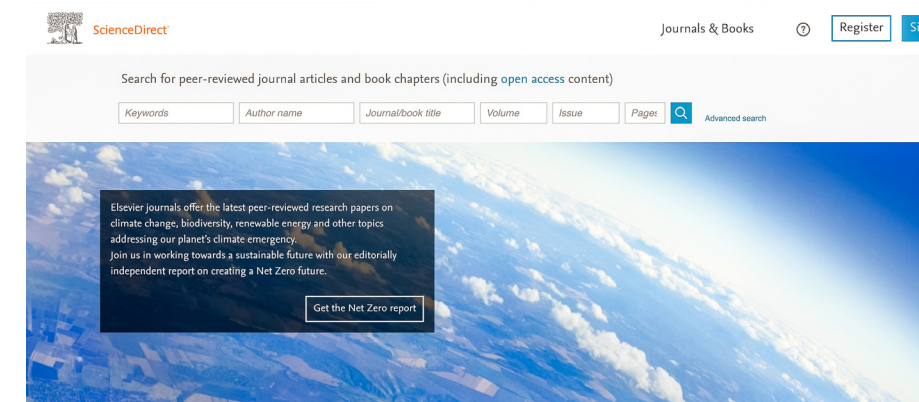 ScienceDirect
Journals & Books
?
Register
Search for peer-reviewed journal articles and book chapters (including open access content)
Keywords
Author name
Journal/book title
Volume
Issue
Advanced search
Elsevier journals offer the latest peer-reviewed research papers on
climate change, biodiversity, renewable energy and other topics
addressing our planet's climate emergency.
Join us in working towards a sustainable future with our editorially
independent report on creating a Net Zero future.
Get the Net Zero report